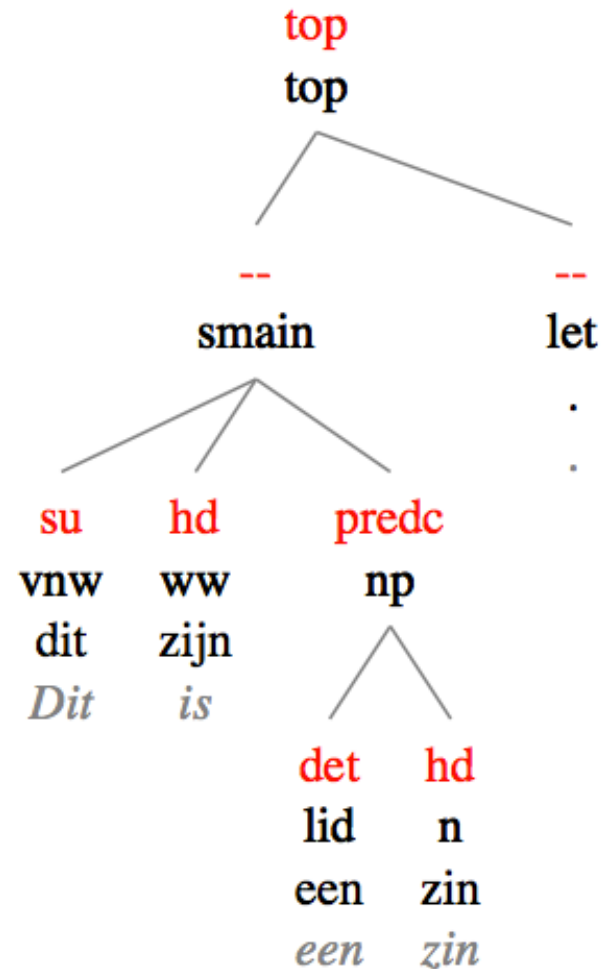 top
top
-- --
smain let
.
.
su hd predc
vnw ww np
dit zijn
Dit is
det hd
lid n
een zin
een zin